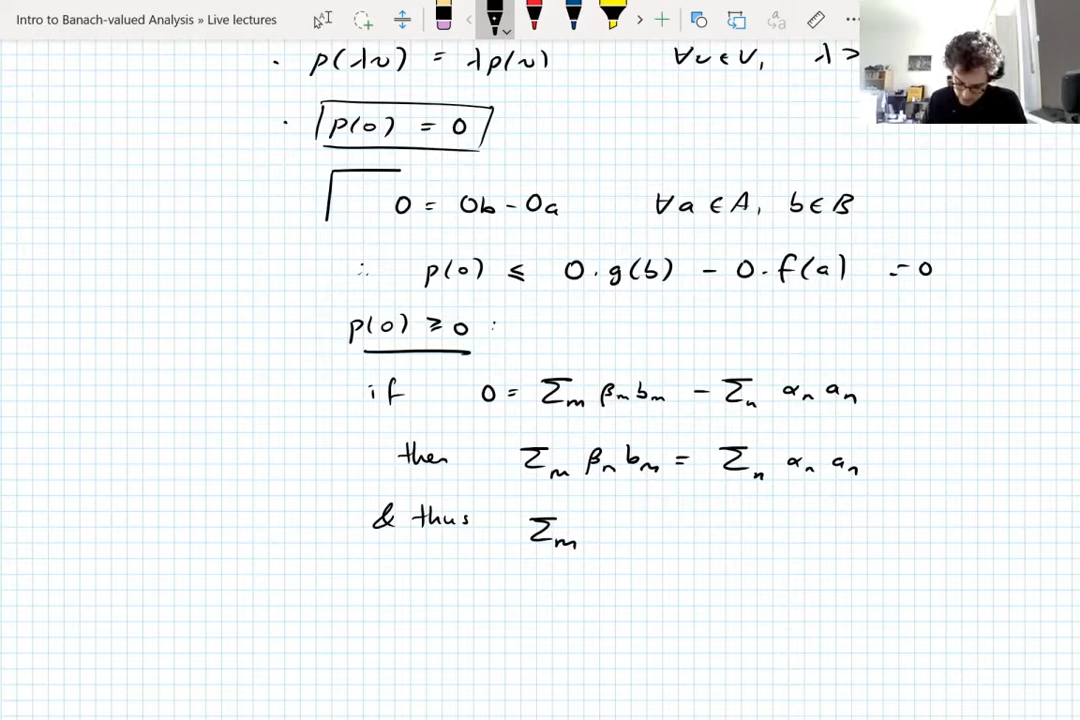 Intro to Banach-valued Analysis » Live lectures
· p(λv) = λp(v) ∀v ∈ V, λ >
· p(0) = 0
0 = 0b - 0a ∀a ∈ A, b ∈ B
∴ p(0) ≤ 0·g(b) - 0·f(a) = 0
p(0) ≥ 0 :
if 0 = Σm βm bm - Σn αn an
then Σm βm bm = Σn αn an
& thus Σm